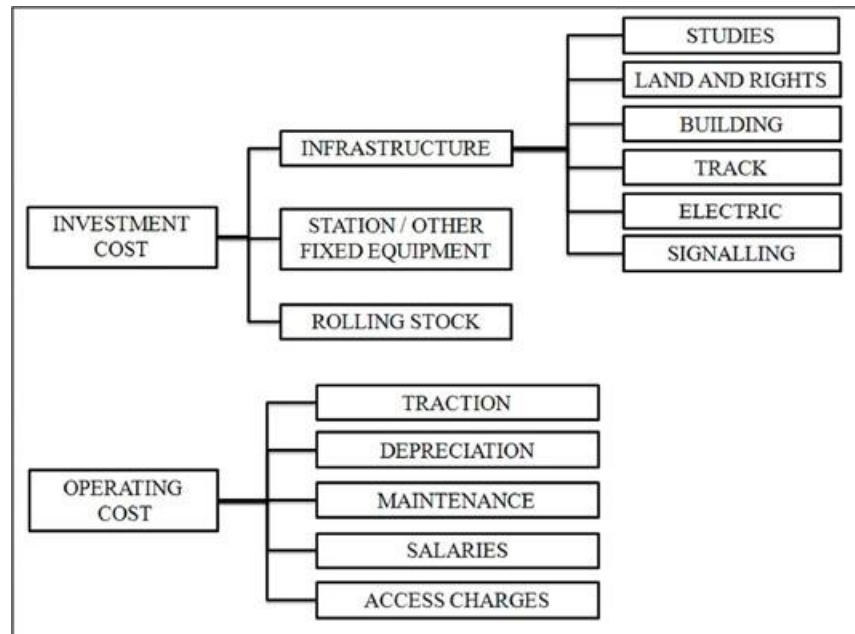 STUDIES
LAND AND RIGHTS
BUILDING
INFRASTRUCTURE
TRACK
INVESTMENT
COST
STATION / OTHER
FIXED EQUIPMENT
ELECTRIC
SIGNALLING
ROLLING STOCK
TRACTION
DEPRECIATION
OPERATING
COST
MAINTENANCE
SALARIES
ACCESS CHARGES